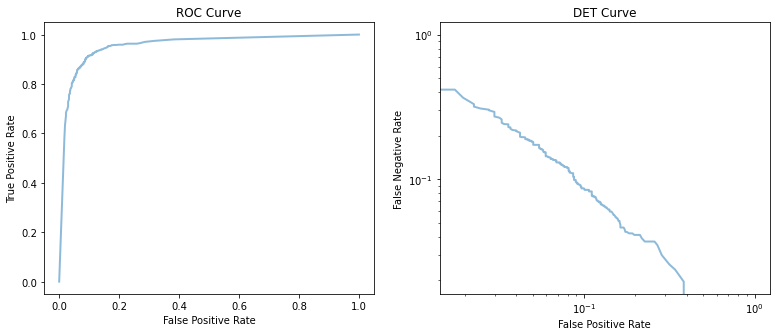 ROC Curve
True Positive Rate
1.0
0.8
0.6
0.4
0.2
0.0
0.0 0.2 0.4 0.6 0.8 1.0
False Positive Rate
DET Curve
False Negative Rate
10⁰
10⁻¹
10⁻¹ 10⁰
False Positive Rate